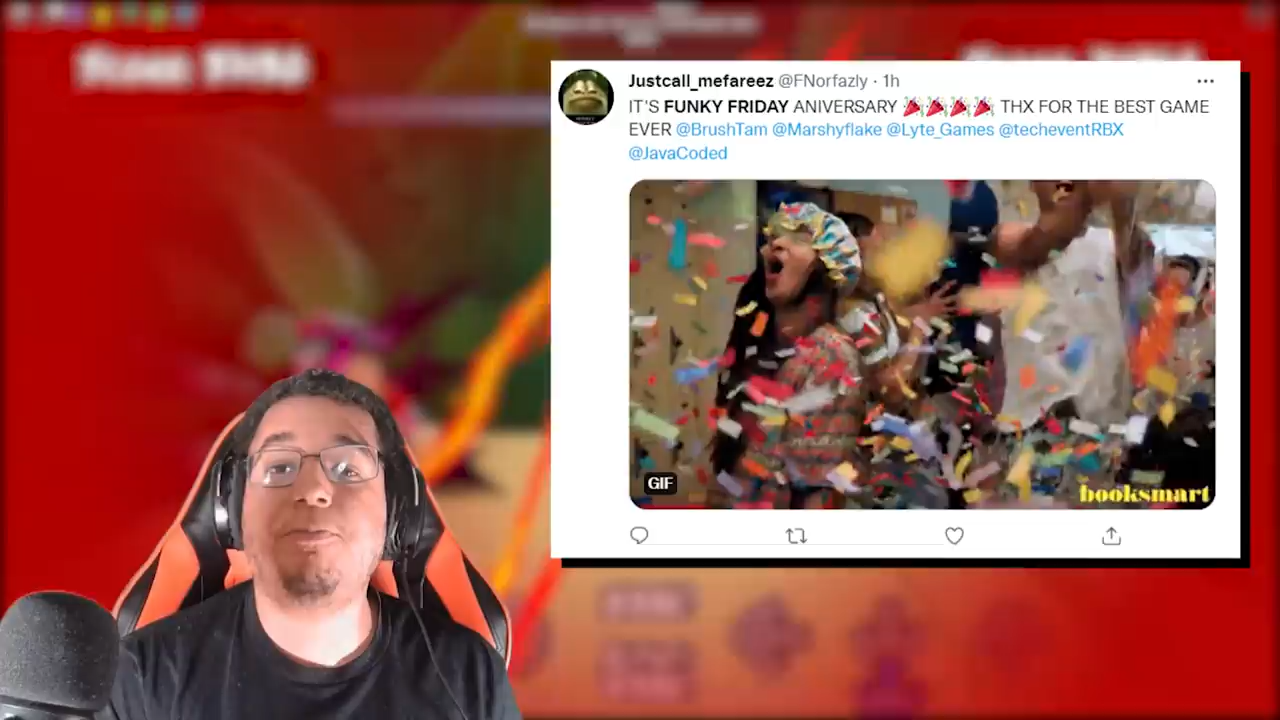 Justcall_mefareez @FNorfazly · 1h
IT'S FUNKY FRIDAY ANIVERSARY 🎉🎉🎉🎉 THX FOR THE BEST GAME
EVER @BrushTam @Marshyflake @Lyte_Games @techeventRBX
@JavaCoded
GIF
booksmart